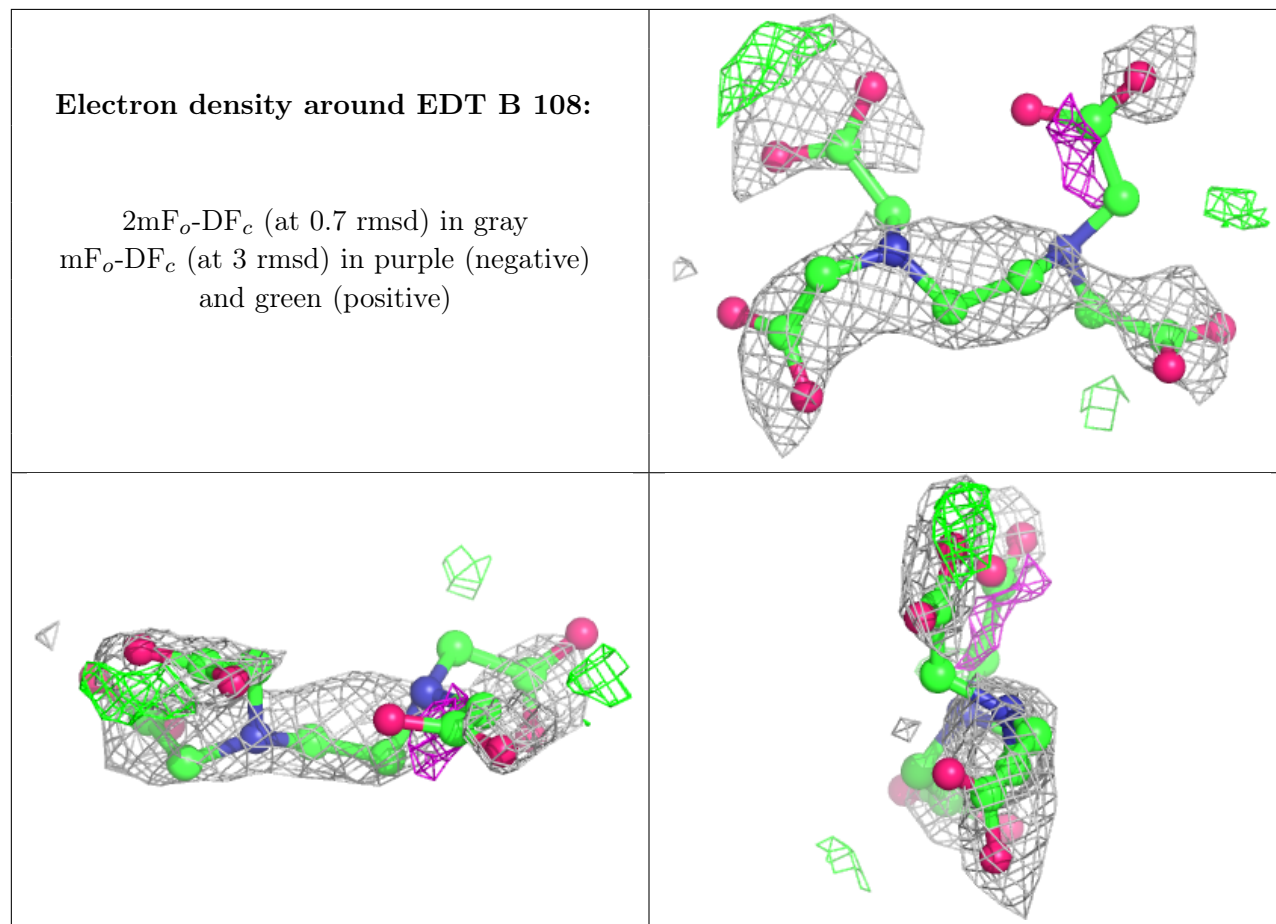 Electron density around EDT B 108:
2mFo-DFc (at 0.7 rmsd) in gray
mFo-DFc (at 3 rmsd) in purple (negative)
and green (positive)